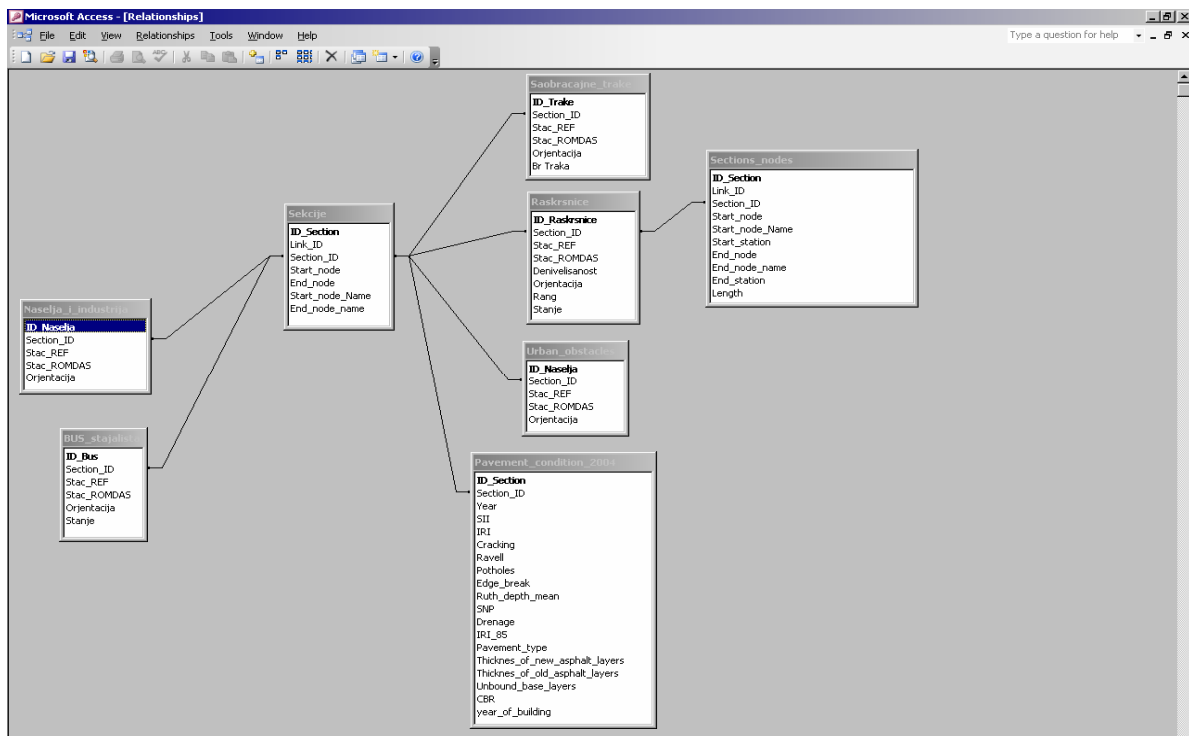 Microsoft Access - [Relationships]
File Edit View Relationships Tools Window Help
Type a question for help
Saobracajne_trake
ID_Trake
Section_ID
Stac_REF
Stac_ROMDAS
Orjentacija
Br Traka
Sections_nodes
ID_Section
Link_ID
Section_ID
Start_node
Start_node_Name
Start_station
End_node
End_node_name
End_station
Length
Raskrsnice
ID_Raskrsnice
Section_ID
Stac_REF
Stac_ROMDAS
Denivelisanost
Orjentacija
Rang
Stanje
Sekcije
ID_Section
Link_ID
Section_ID
Start_node
End_node
Start_node_Name
End_node_name
Naselja_i_industrija
ID_Naselja
Section_ID
Stac_REF
Stac_ROMDAS
Orjentacija
Urban_obstacles
ID_Naselja
Section_ID
Stac_REF
Stac_ROMDAS
Orjentacija
BUS_stajalista
ID_Bus
Section_ID
Stac_REF
Stac_ROMDAS
Orjentacija
Stanje
Pavement_condition_2004
ID_Section
Section_ID
Year
SII
IRI
Cracking
Ravell
Potholes
Edge_break
Ruth_depth_mean
SNP
Drenage
IRI_85
Pavement_type
Thicknes_of_new_asphalt_layers
Thicknes_of_old_asphalt_layers
Unbound_base_layers
CBR
year_of_building